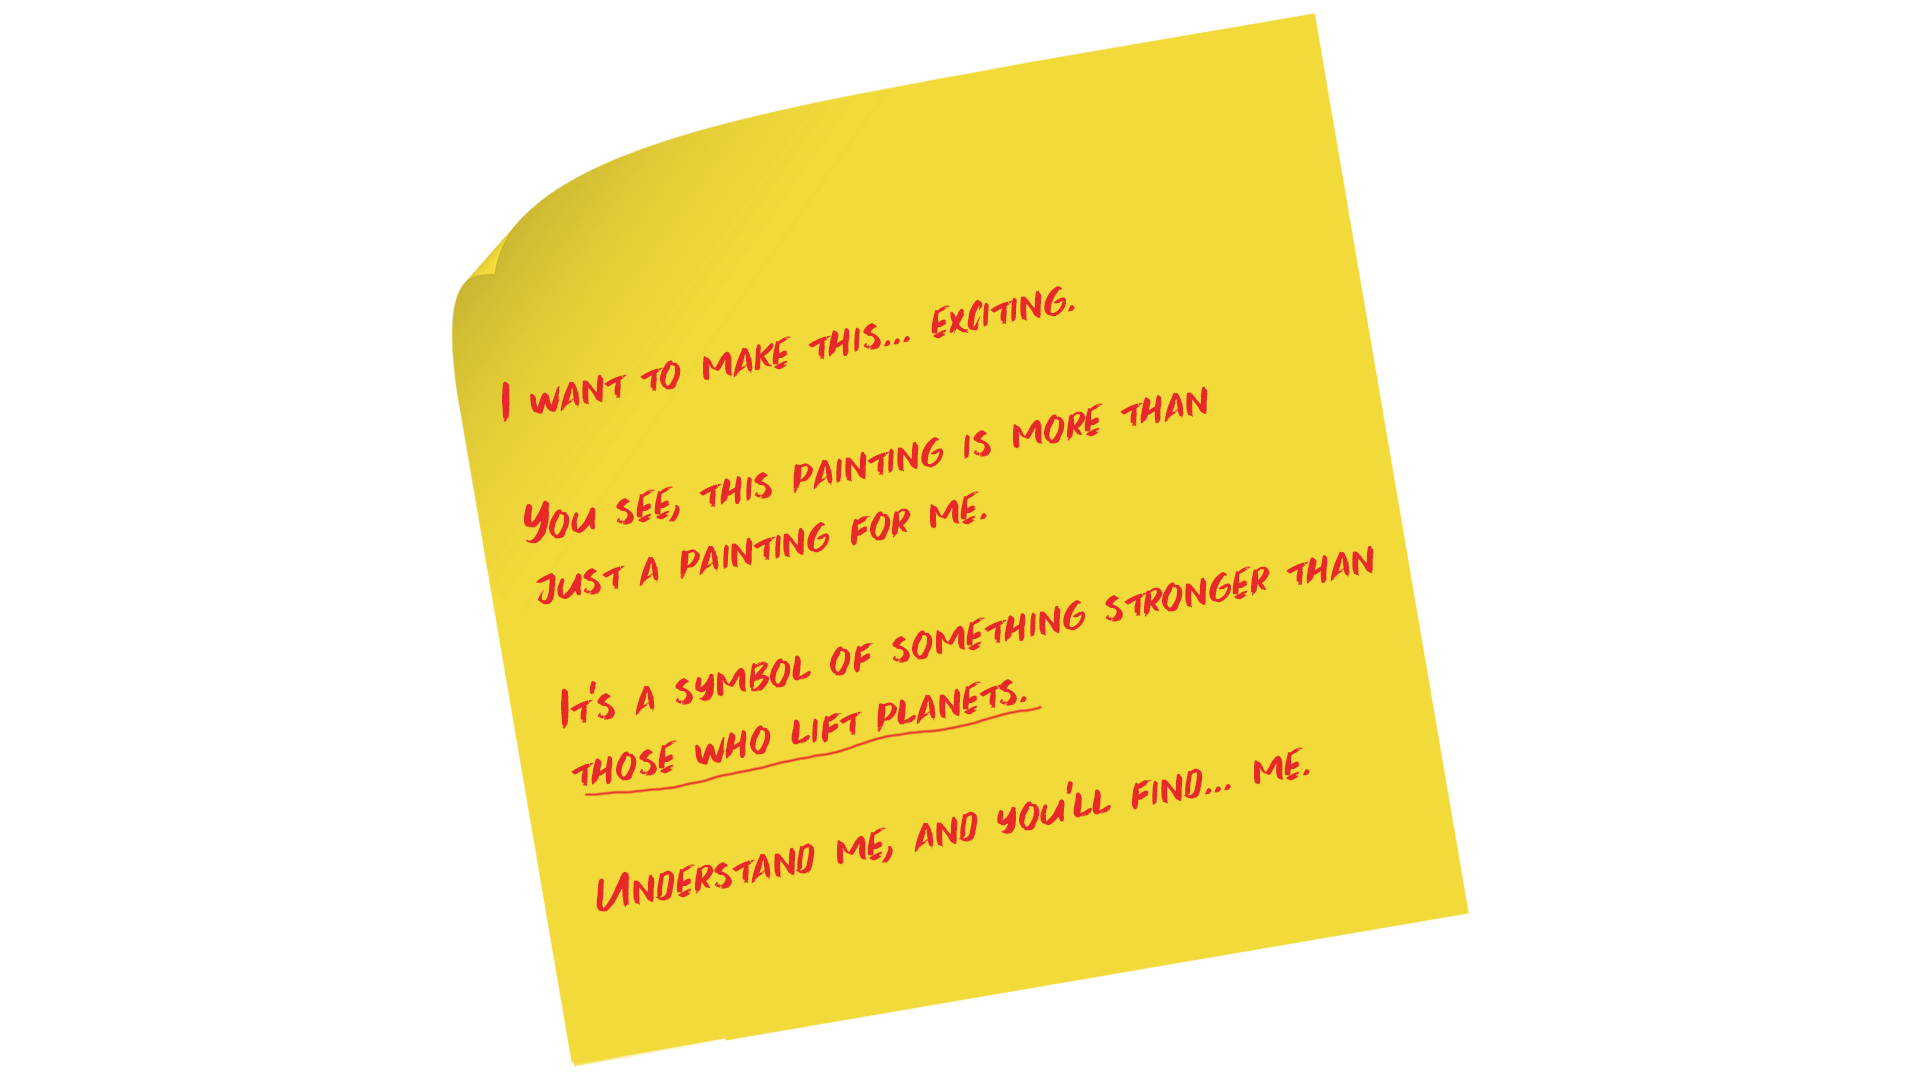 I want to make this... exciting.
You see, this painting is more than
just a painting for me.
It's a symbol of something stronger than
those who lift planets.
Understand me, and you'll find... me.